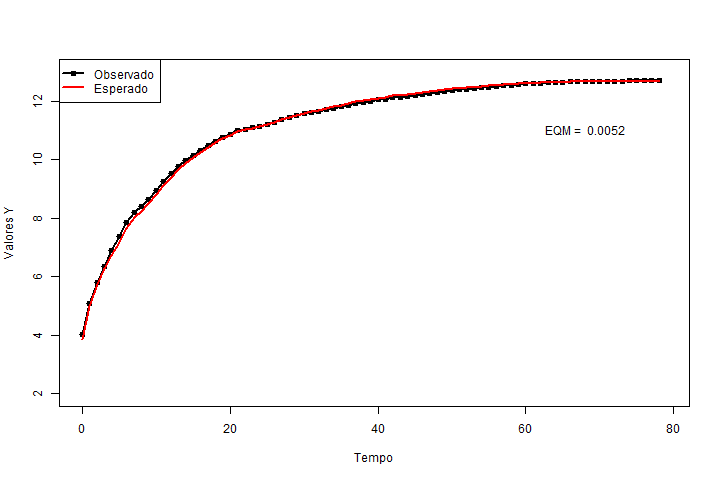 Observado
Esperado
EQM = 0.0052
Valores Y
12
10
8
6
4
2
0
20
40
60
80
Tempo